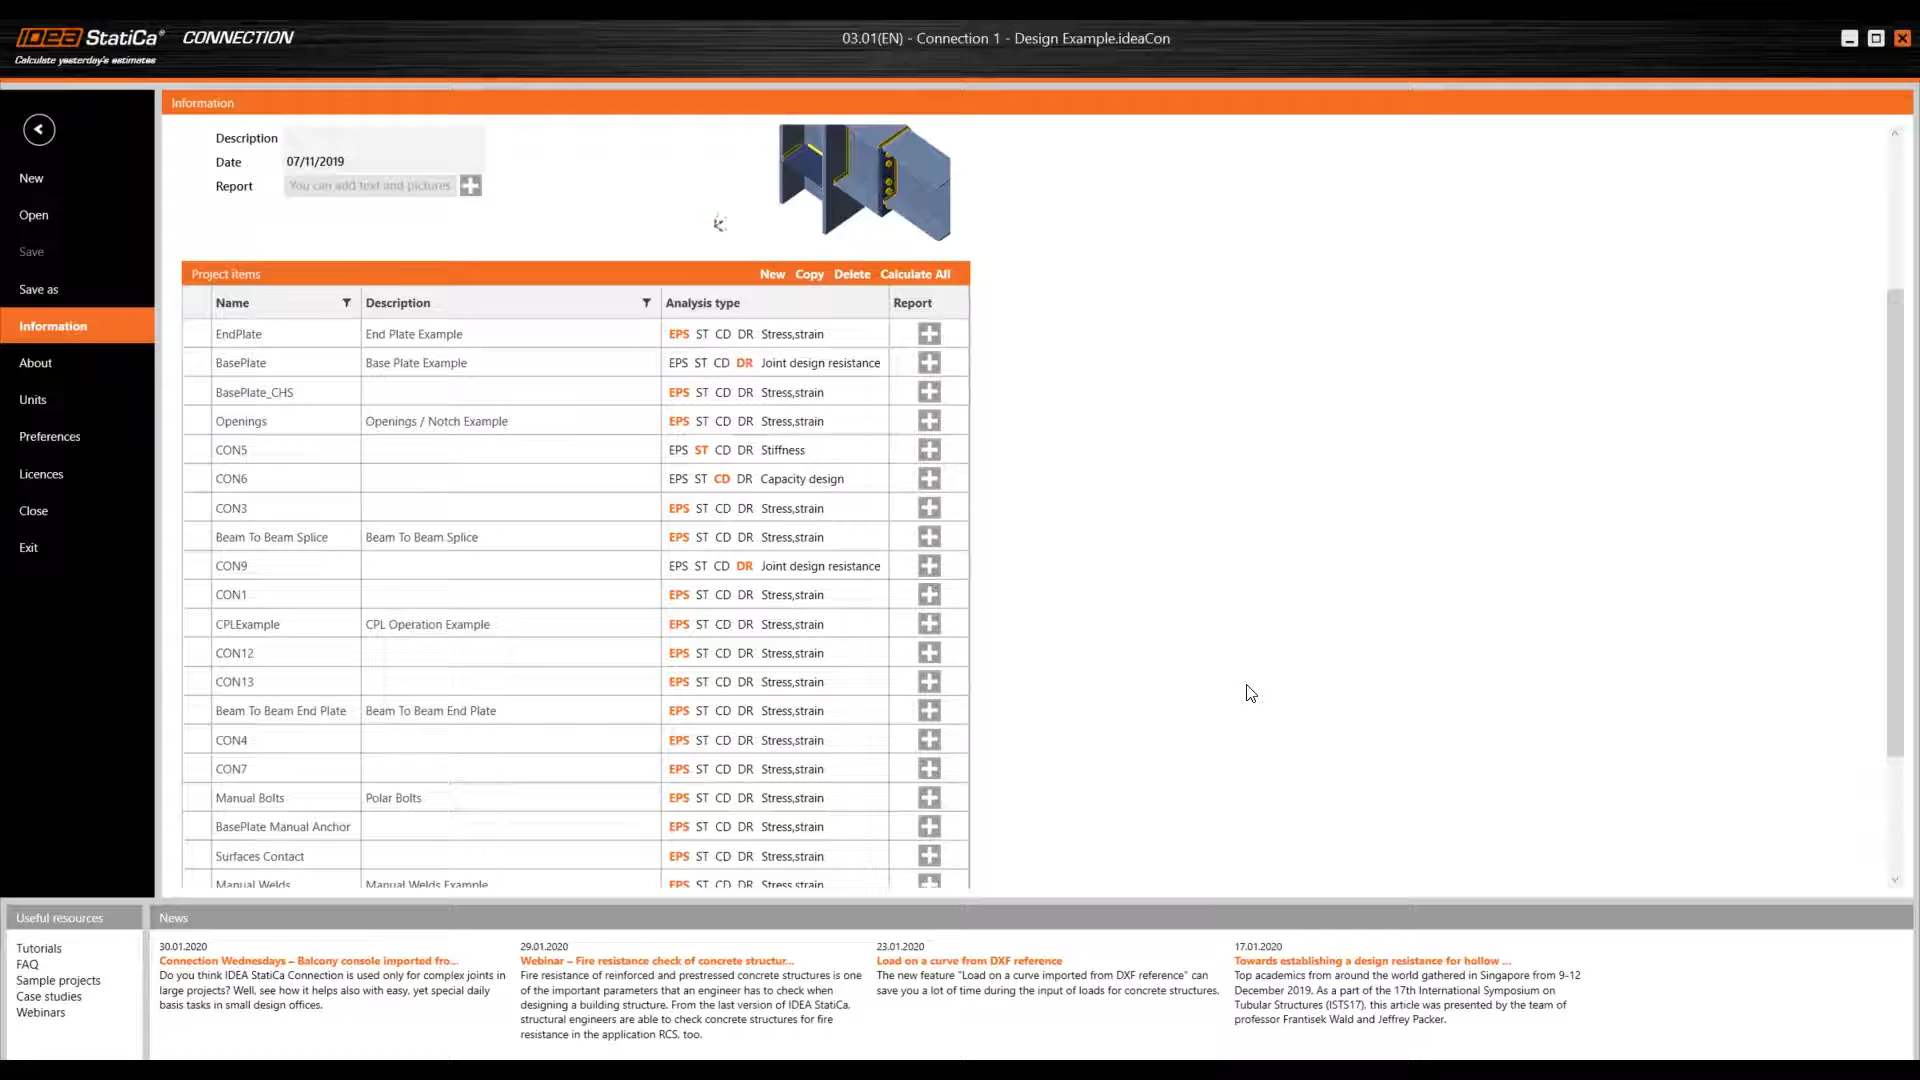 IDEA StatiCa® CONNECTION
Calculate yesterday's estimates
03.01(EN) - Connection 1 - Design Example.ideaCon
New
Open
Save
Save as
Information
About
Units
Preferences
Licences
Close
Exit
Information
Description
Date 07/11/2019
Report You can add text and pictures
Project items New Copy Delete Calculate All
Name Description Analysis type Report
EndPlate End Plate Example EPS ST CD DR Stress,strain
BasePlate Base Plate Example EPS ST CD DR Joint design resistance
BasePlate_CHS EPS ST CD DR Stress,strain
Openings Openings / Notch Example EPS ST CD DR Stress,strain
CON5 EPS ST CD DR Stiffness
CON6 EPS ST CD DR Capacity design
CON3 EPS ST CD DR Stress,strain
Beam To Beam Splice Beam To Beam Splice EPS ST CD DR Stress,strain
CON9 EPS ST CD DR Joint design resistance
CON1 EPS ST CD DR Stress,strain
CPLExample CPL Operation Example EPS ST CD DR Stress,strain
CON12 EPS ST CD DR Stress,strain
CON13 EPS ST CD DR Stress,strain
Beam To Beam End Plate Beam To Beam End Plate EPS ST CD DR Stress,strain
CON4 EPS ST CD DR Stress,strain
CON7 EPS ST CD DR Stress,strain
Manual Bolts Polar Bolts EPS ST CD DR Stress,strain
BasePlate Manual Anchor EPS ST CD DR Stress,strain
Surfaces Contact EPS ST CD DR Stress,strain
Manual Welds Manual Welds Example EPS ST CD DR Stress,strain
Useful resources
Tutorials
FAQ
Sample projects
Case studies
Webinars
News
30.01.2020
Connection Wednesdays – Balcony console imported fro...
Do you think IDEA StatiCa Connection is used only for complex joints in
large projects? Well, see how it helps also with easy, yet special daily
basis tasks in small design offices.
29.01.2020
Webinar – Fire resistance check of concrete structur...
Fire resistance of reinforced and prestressed concrete structures is one
of the important parameters that an engineer has to check when
designing a building structure. From the last version of IDEA StatiCa,
structural engineers are able to check concrete structures for fire
resistance in the application RCS, too.
23.01.2020
Load on a curve from DXF reference
The new feature "Load on a curve imported from DXF reference" can
save you a lot of time during the input of loads for concrete structures.
17.01.2020
Towards establishing a design resistance for hollow ...
Top academics from around the world gathered in Singapore from 9-12
December 2019. As a part of the 17th International Symposium on
Tubular Structures (ISTS17), this article was presented by the team of
professor Frantisek Wald and Jeffrey Packer.